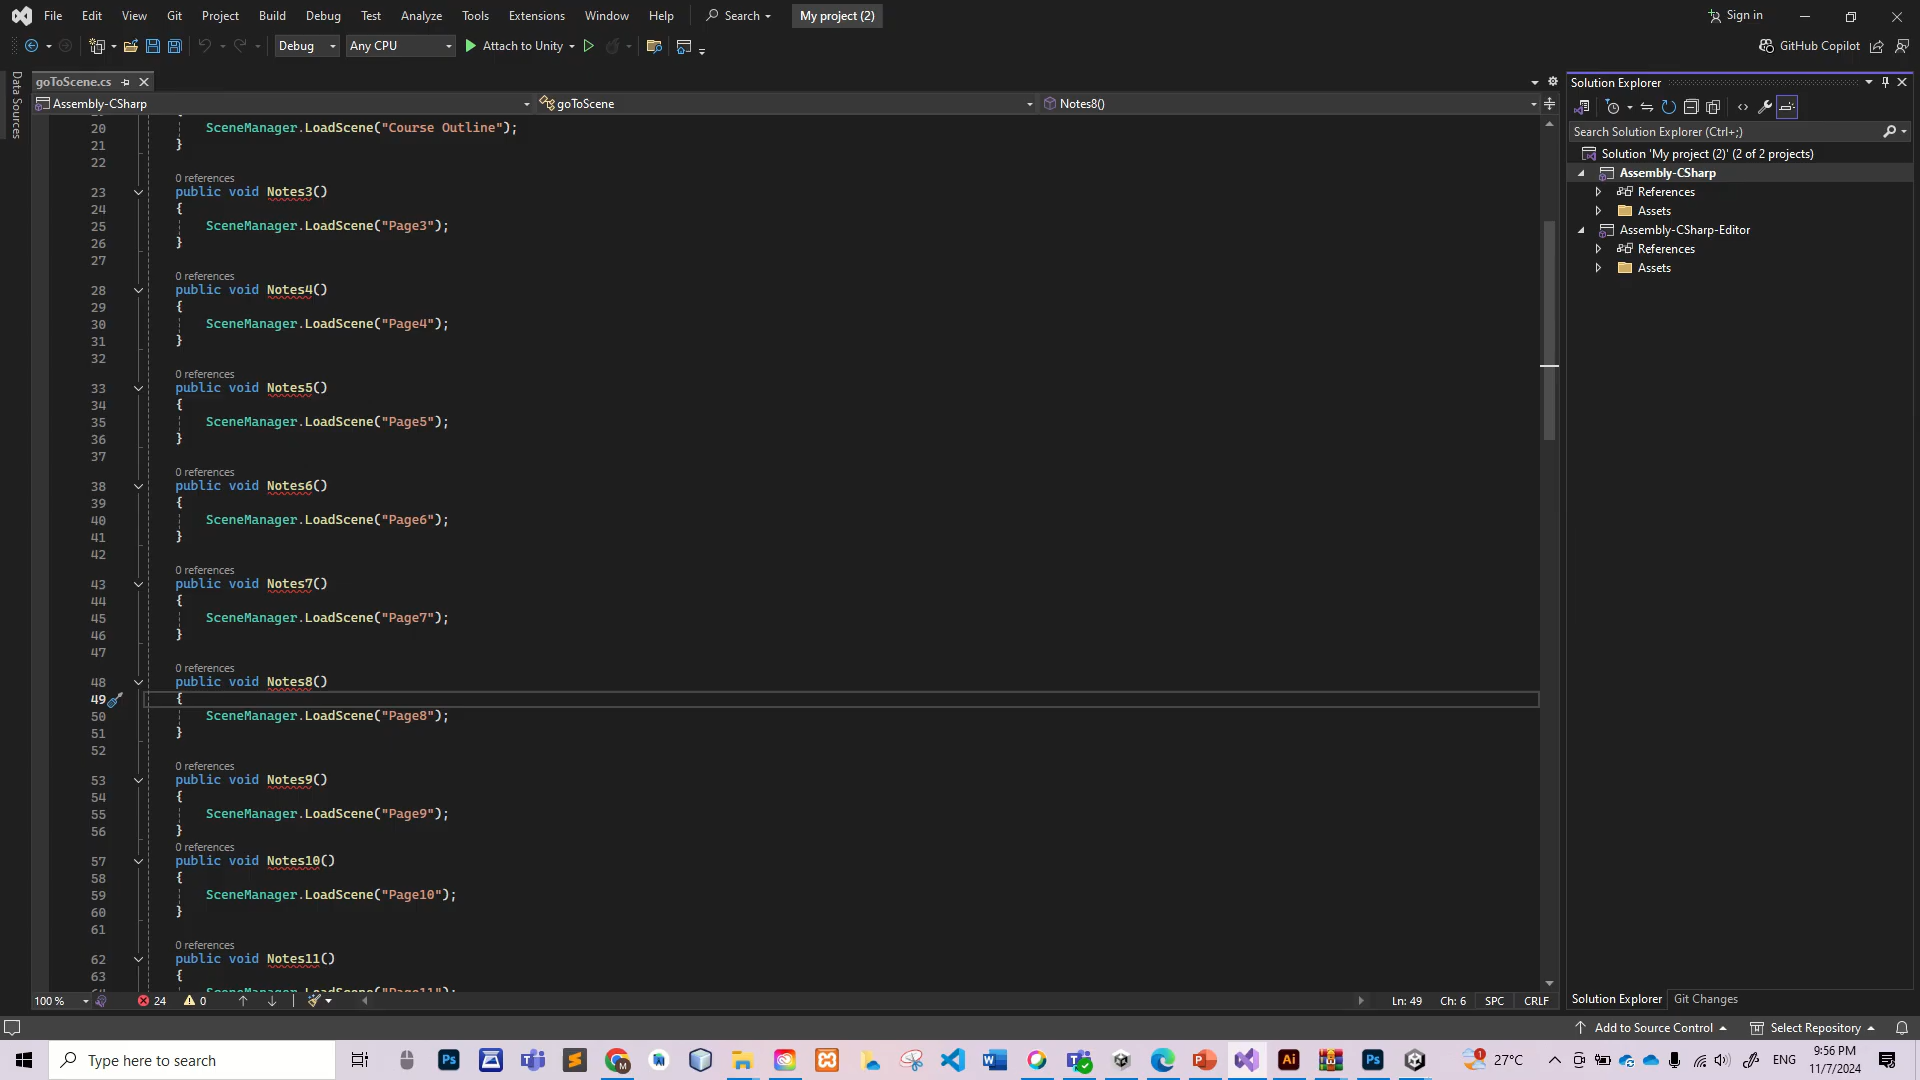 File Edit View Git Project Build Debug Test Analyze Tools Extensions Window Help Search My project (2) Sign in
Debug Any CPU Attach to Unity GitHub Copilot
Data Sources
goToScene.cs
Assembly-CSharp goToScene Notes8()
20 SceneManager.LoadScene("Course Outline");
21 }
22
0 references
23 public void Notes3()
24 {
25 SceneManager.LoadScene("Page3");
26 }
27
0 references
28 public void Notes4()
29 {
30 SceneManager.LoadScene("Page4");
31 }
32
0 references
33 public void Notes5()
34 {
35 SceneManager.LoadScene("Page5");
36 }
37
0 references
38 public void Notes6()
39 {
40 SceneManager.LoadScene("Page6");
41 }
42
0 references
43 public void Notes7()
44 {
45 SceneManager.LoadScene("Page7");
46 }
47
0 references
48 public void Notes8()
49 {
50 SceneManager.LoadScene("Page8");
51 }
52
0 references
53 public void Notes9()
54 {
55 SceneManager.LoadScene("Page9");
56 }
0 references
57 public void Notes10()
58 {
59 SceneManager.LoadScene("Page10");
60 }
61
0 references
62 public void Notes11()
63 {
SceneManager.LoadScene("Page11");
100 % 24 0 Ln: 49 Ch: 6 SPC CRLF
Solution Explorer
Search Solution Explorer (Ctrl+;)
Solution 'My project (2)' (2 of 2 projects)
Assembly-CSharp
References
Assets
Assembly-CSharp-Editor
References
Assets
Solution Explorer Git Changes
Add to Source Control Select Repository
Type here to search
27°C ENG 9:56 PM
11/7/2024